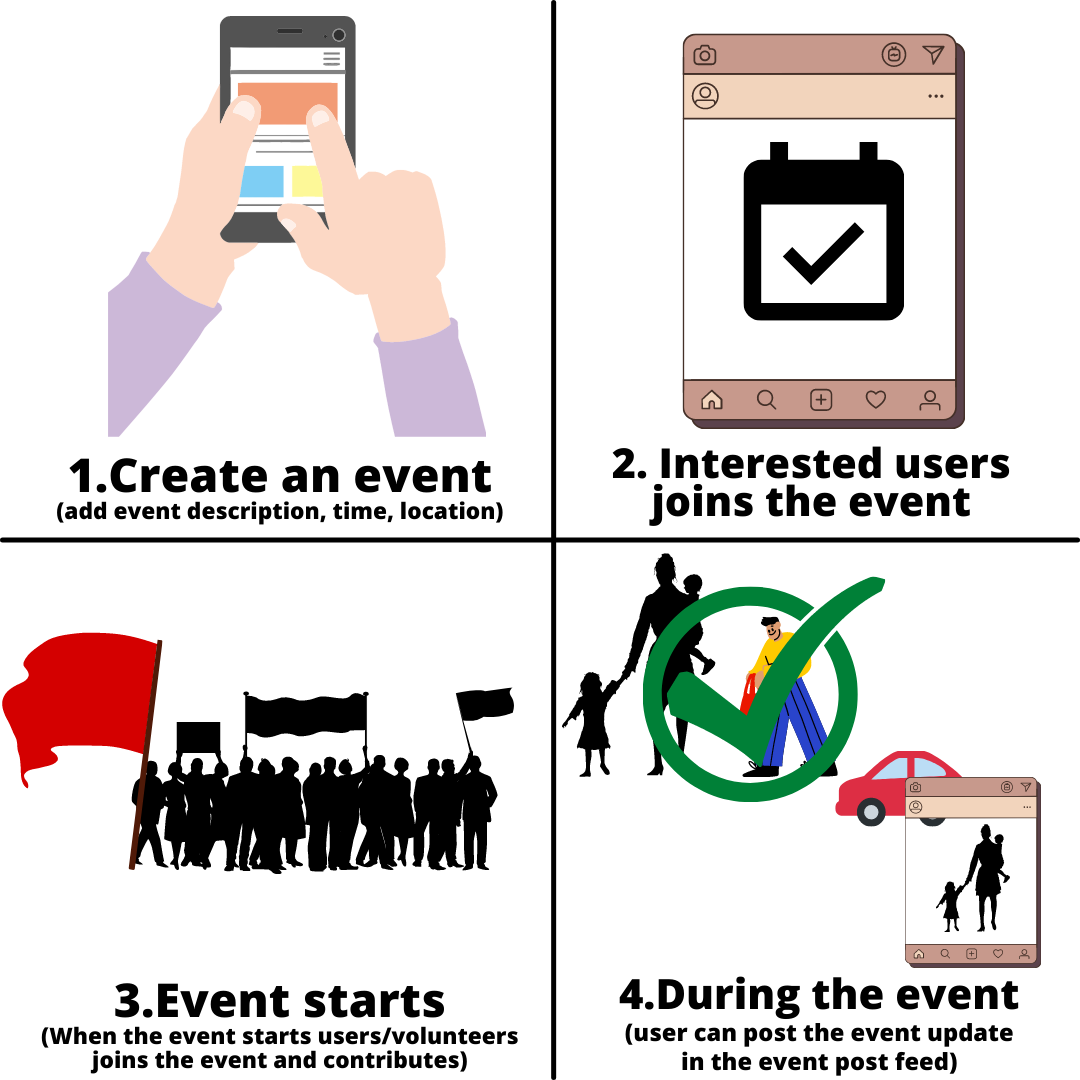 1.Create an event
(add event description, time, location)
2. Interested users
joins the event
3.Event starts
(When the event starts users/volunteers
joins the event and contributes)
4.During the event
(user can post the event update
in the event post feed)